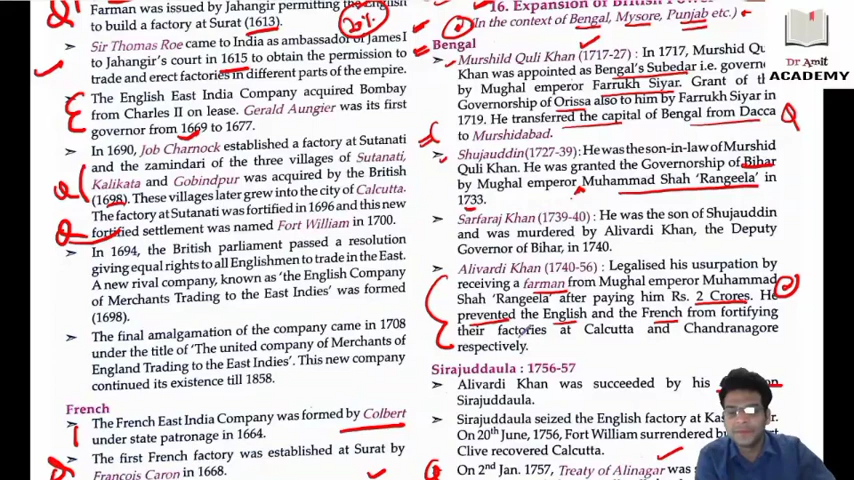 Farman was issued by Jahangir permitting the English
to build a factory at Surat (1613).
20%
➢ Sir Thomas Roe came to India as ambassador of James I
to Jahangir's court in 1615 to obtain the permission to
trade and erect factories in different parts of the empire.
➢ The English East India Company acquired Bombay
from Charles II on lease. Gerald Aungier was its first
governor from 1669 to 1677.
➢ In 1690, Job Charnock established a factory at Sutanati
and the zamindari of the three villages of Sutanati,
Kalikata and Gobindpur was acquired by the British
(1698). These villages later grew into the city of Calcutta.
The factory at Sutanati was fortified in 1696 and this new
fortified settlement was named Fort William in 1700.
➢ In 1694, the British parliament passed a resolution
giving equal rights to all Englishmen to trade in the East.
A new rival company, known as 'the English Company
of Merchants Trading to the East Indies' was formed
(1698).
➢ The final amalgamation of the company came in 1708
under the title of 'The united company of Merchants of
England Trading to the East Indies'. This new company
continued its existence till 1858.
French
➢ The French East India Company was formed by Colbert
under state patronage in 1664.
➢ The first French factory was established at Surat by
Francois Caron in 1668.
16. Expansion of British
(In the context of Bengal, Mysore, Punjab etc.)
Bengal
➢ Murshild Quli Khan (1717-27) : In 1717, Murshid
Khan was appointed as Bengal's Subedar i.e.
by Mughal emperor Farrukh Siyar. Grant of
Governorship of Orissa also to him by Farrukh Siyar in
1719. He transferred the capital of Bengal from Dacca
to Murshidabad.
➢ Shujauddin(1727-39) : He was the son-in-law of Murshid
Quli Khan. He was granted the Governorship of Bihar
by Mughal emperor Muhammad Shah 'Rangeela' in
1733.
➢ Sarfaraj Khan (1739-40) : He was the son of Shujauddin
and was murdered by Alivardi Khan, the Deputy
Governor of Bihar, in 1740.
➢ Alivardi Khan (1740-56) : Legalised his usurpation by
receiving a farman from Mughal emperor Muhammad
Shah 'Rangeela' after paying him Rs. 2 Crores. He
prevented the English and the French from fortifying
their factories at Calcutta and Chandranagore
respectively.
Sirajuddaula : 1756-57
➢ Alivardi Khan was succeeded by his
Sirajuddaula.
➢ Sirajuddaula seized the English factory at
On 20th June, 1756, Fort William surrendered
Clive recovered Calcutta.
➢ On 2nd Jan. 1757, Treaty of Alinagar was
Dr Amit
ACADEMY